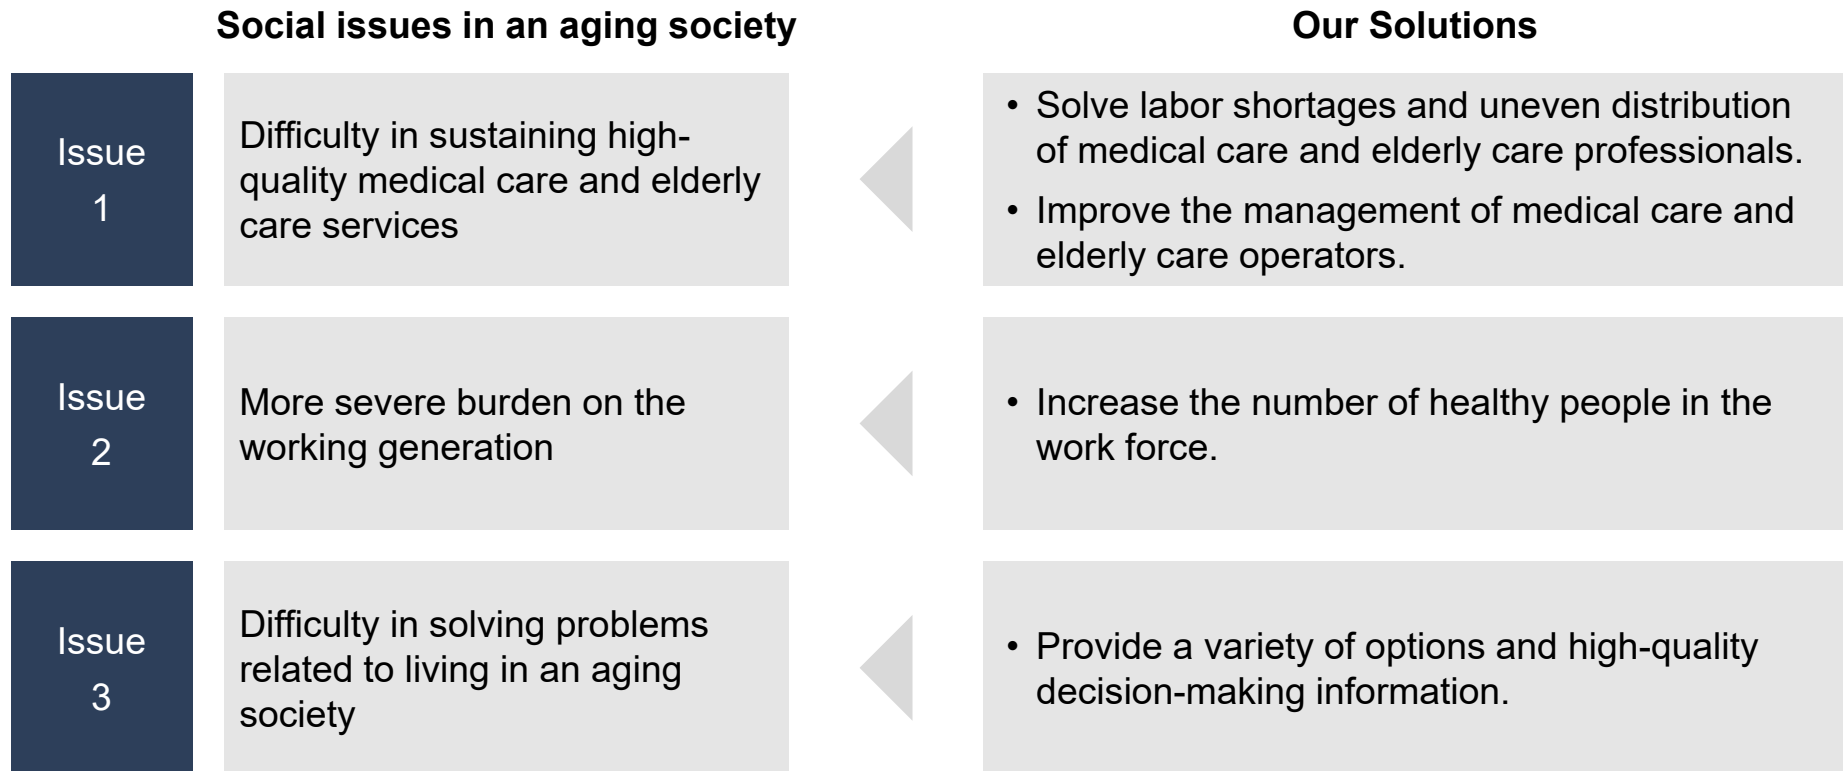 Social issues in an aging society
Our Solutions
Issue
1
Difficulty in sustaining high-
quality medical care and elderly
care services
• Solve labor shortages and uneven distribution
of medical care and elderly care professionals.
• Improve the management of medical care and
elderly care operators.
Issue
2
More severe burden on the
working generation
• Increase the number of healthy people in the
work force.
Issue
3
Difficulty in solving problems
related to living in an aging
society
• Provide a variety of options and high-quality
decision-making information.